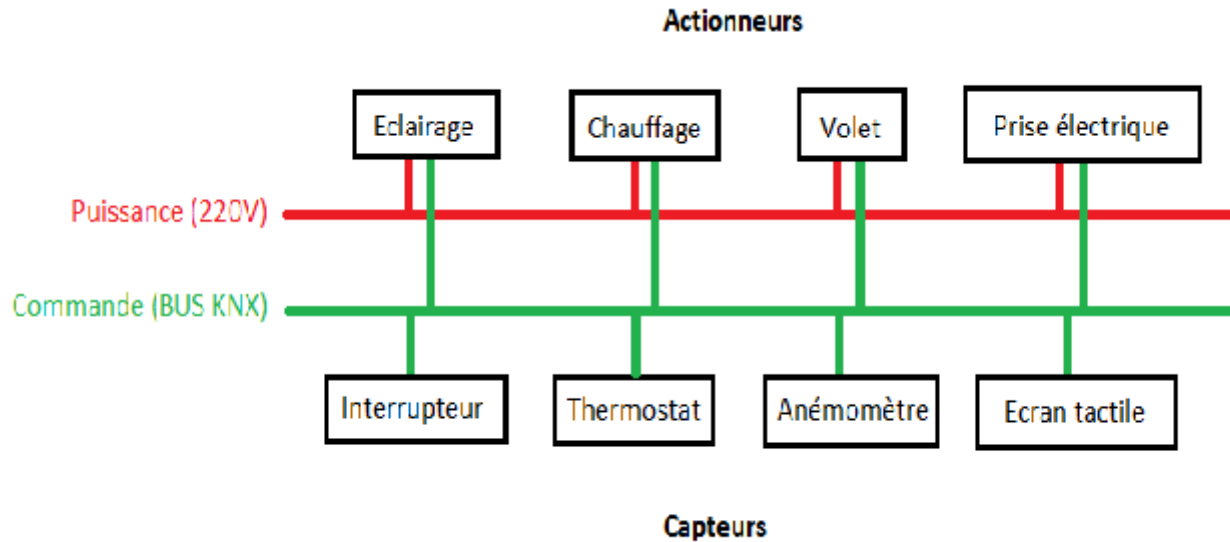 Actionneurs
Eclairage
Chauffage
Volet
Prise électrique
Puissance (220V)
Commande (BUS KNX)
Interrupteur
Thermostat
Anémomètre
Ecran tactile
Capteurs